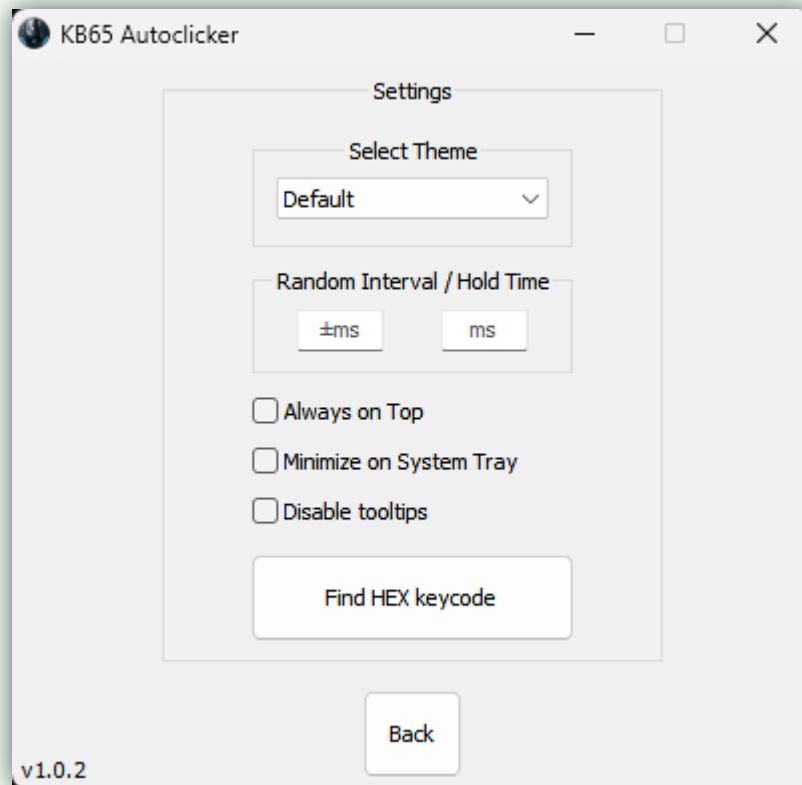 KB65 Autoclicker
Settings
Select Theme
Default
Random Interval / Hold Time
±ms ms
Always on Top
Minimize on System Tray
Disable tooltips
Find HEX keycode
Back
v1.0.2